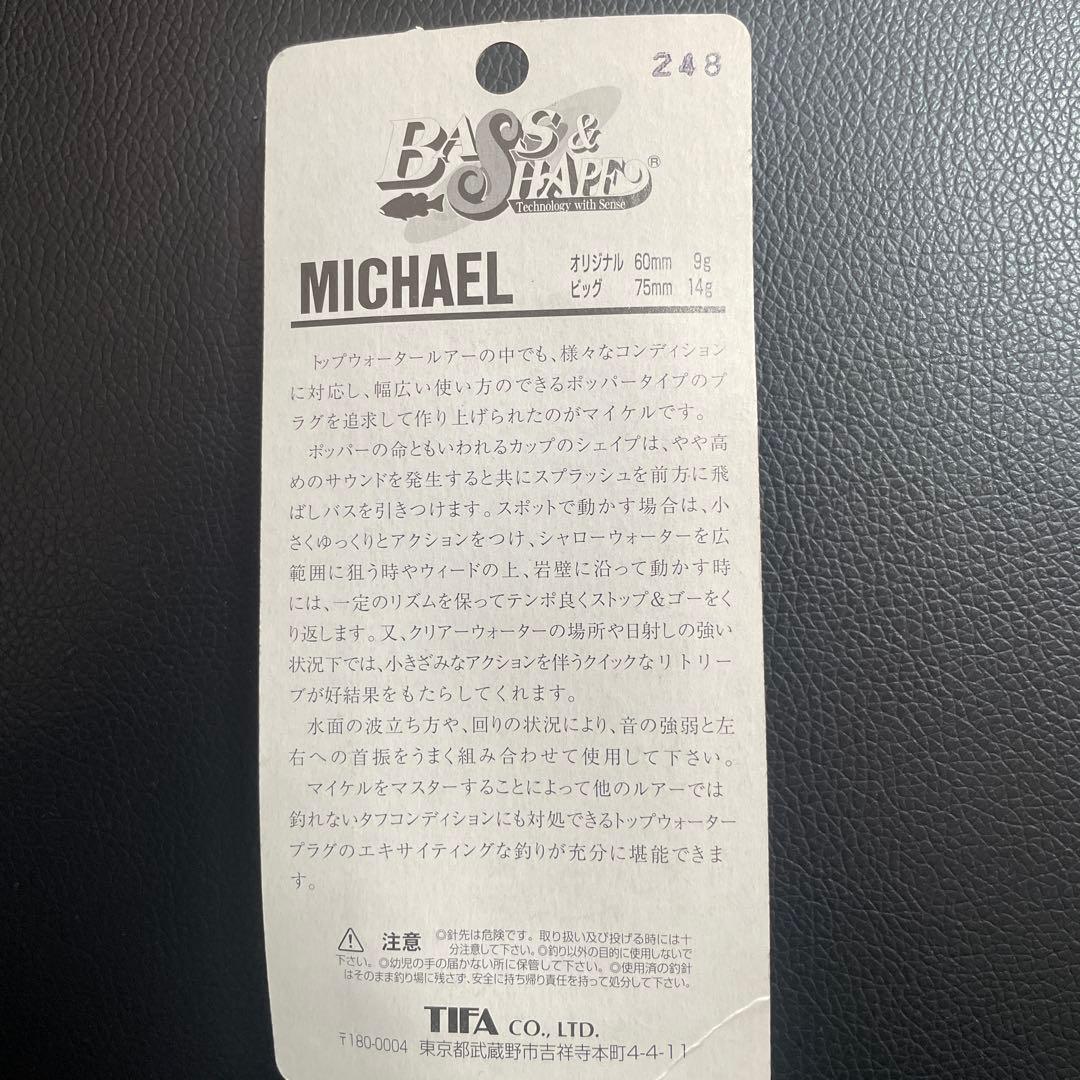 248
BASS &
SHAPE®
Technology with Sense
MICHAEL
オリジナル 60mm 9g
ビッグ 75mm 14g
トップウォータールアーの中でも、様々なコンディション
に対応し、幅広い使い方のできるポッパータイプのプ
ラグを追求して作り上げられたのがマイケルです。
ポッパーの命ともいわれるカップのシェイプは、やや高
めのサウンドを発生すると共にスプラッシュを前方に飛
ばしバスを引きつけます。スポットで動かす場合は、小
さくゆっくりとアクションをつけ、シャローウォーターを広
範囲に狙う時やウィードの上、岩壁に沿って動かす時
には、一定のリズムを保ってテンポ良くストップ&ゴーをく
り返します。又、クリアーウォーターの場所や日射しの強い
状況下では、小きざみなアクションを伴うクイックなリトリー
ブが好結果をもたらしてくれます。
水面の波立ち方や、回りの状況により、音の強弱と左
右への首振をうまく組み合わせて使用して下さい。
マイケルをマスターすることによって他のルアーでは
釣れないタフコンディションにも対処できるトップウォーター
プラグのエキサイティングな釣りが充分に堪能できま
す。
注意 ◎針先は危険です。取り扱い及び投げる時には十
分注意して下さい。◎釣り以外の目的に使用しないで
下さい。◎幼児の手の届かない所に保管して下さい。◎使用済の釣針
はそのまま釣り場に残さず、安全に持ち帰り責任を持って処分して下さい。
TIFA CO., LTD.
〒180-0004 東京都武蔵野市吉祥寺本町4-4-11